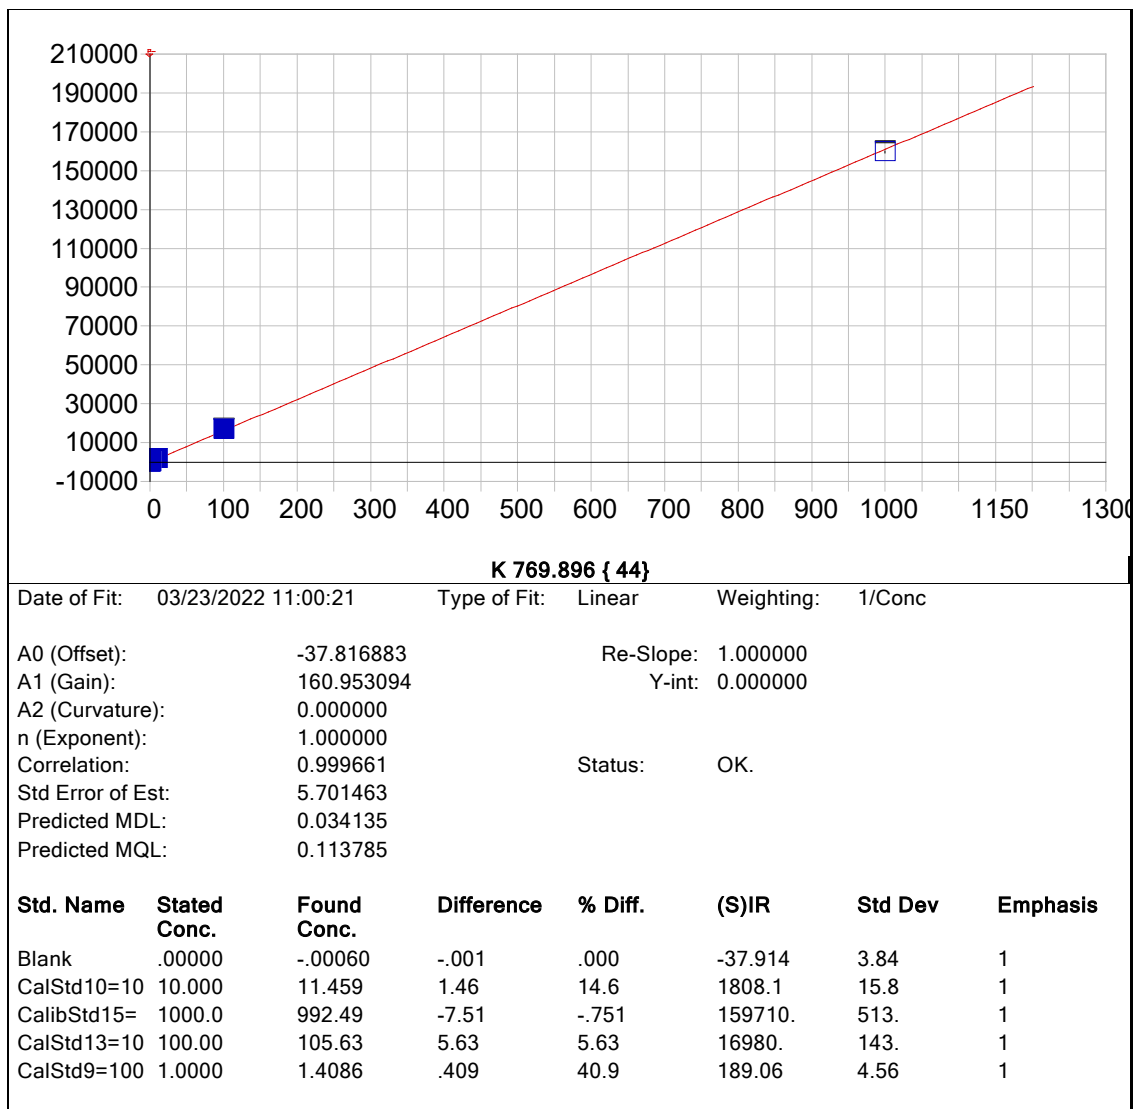 210000
190000
170000
150000
130000
110000
90000
70000
50000
30000
10000
-10000
0 100 200 300 400 500 600 700 800 900 1000 1150 1300
K 769.896 { 44}
Date of Fit: 03/23/2022 11:00:21 Type of Fit: Linear Weighting: 1/Conc
A0 (Offset): -37.816883 Re-Slope: 1.000000
A1 (Gain): 160.953094 Y-int: 0.000000
A2 (Curvature): 0.000000
n (Exponent): 1.000000
Correlation: 0.999661 Status: OK.
Std Error of Est: 5.701463
Predicted MDL: 0.034135
Predicted MQL: 0.113785
Std. Name Stated Conc. Found Conc. Difference % Diff. (S)IR Std Dev Emphasis
Blank .00000 -.00060 -.001 .000 -37.914 3.84 1
CalStd10=10 10.000 11.459 1.46 14.6 1808.1 15.8 1
CalibStd15= 1000.0 992.49 -7.51 -.751 159710. 513. 1
CalStd13=10 100.00 105.63 5.63 5.63 16980. 143. 1
CalStd9=100 1.0000 1.4086 .409 40.9 189.06 4.56 1